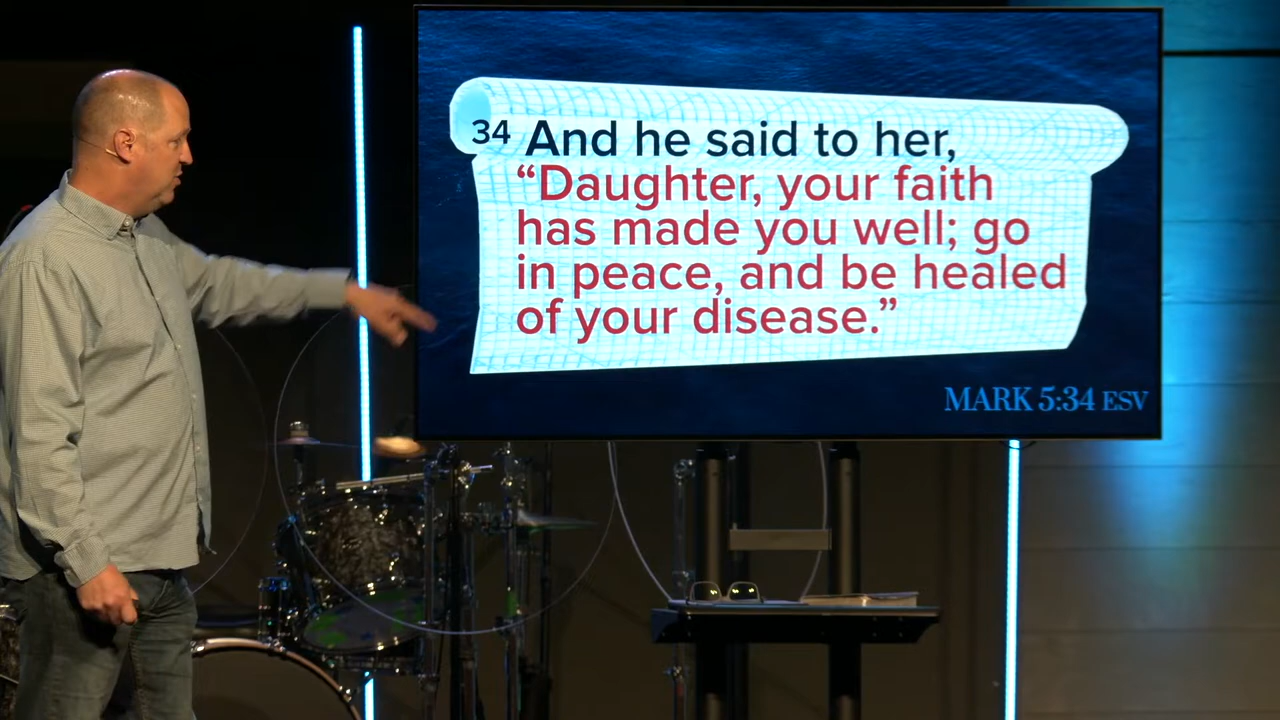 34 And he said to her,
“Daughter, your faith
has made you well; go
in peace, and be healed
of your disease.”
MARK 5:34 ESV